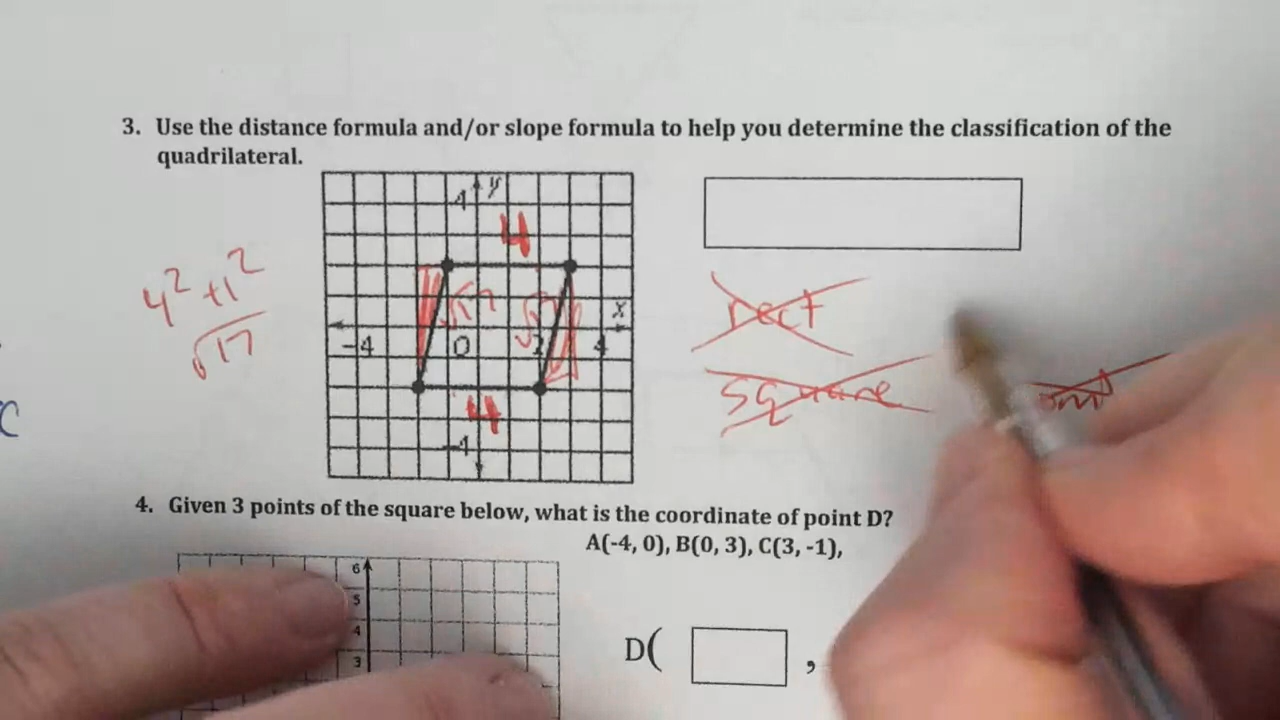 3. Use the distance formula and/or slope formula to help you determine the classification of the
quadrilateral.
4 y
4
4² + 1²
√17
√17
rect
x
-4 0 2 4
square
4
-4
C
4. Given 3 points of the square below, what is the coordinate of point D?
A(-4, 0), B(0, 3), C(3, -1),
6
5
4
3
D( ,